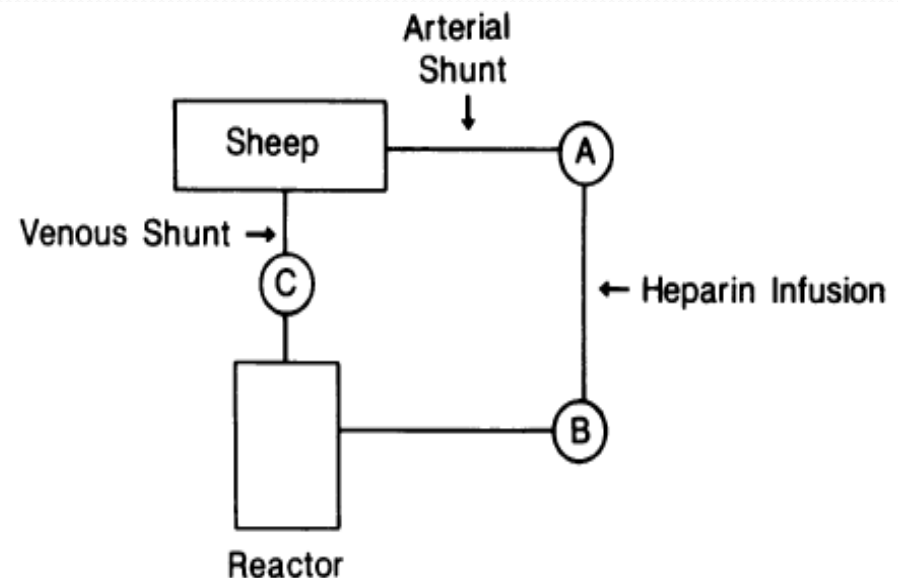 Arterial
Shunt
Sheep
A
Venous Shunt
C
Heparin Infusion
B
Reactor